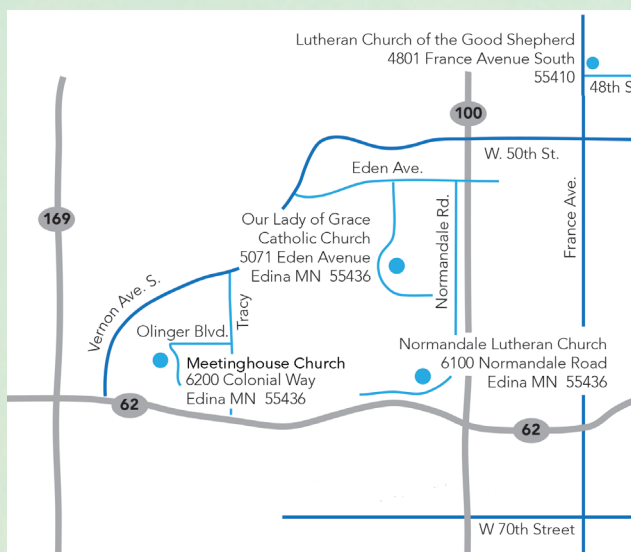 Lutheran Church of the Good Shepherd
4801 France Avenue South
55410
48th S
100
W. 50th St.
Eden Ave.
169
Our Lady of Grace
Catholic Church
5071 Eden Avenue
Edina MN 55436
Normandale Rd.
France Ave.
Vernon Ave. S.
Tracy
Olinger Blvd.
Meetinghouse Church
6200 Colonial Way
Edina MN 55436
Normandale Lutheran Church
6100 Normandale Road
Edina MN 55436
62
62
W 70th Street